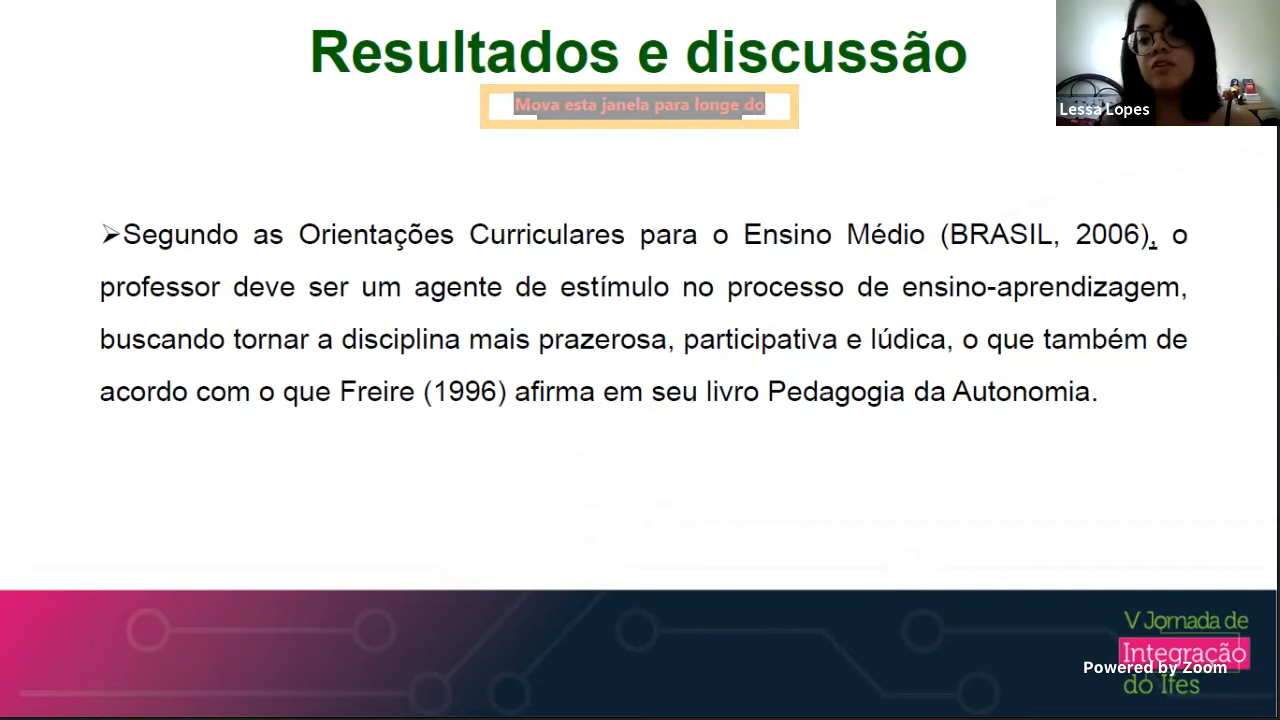 Resultados e discussão
Mova esta janela para longe do
Lessa Lopes
➢Segundo as Orientações Curriculares para o Ensino Médio (BRASIL, 2006), o
professor deve ser um agente de estímulo no processo de ensino-aprendizagem,
buscando tornar a disciplina mais prazerosa, participativa e lúdica, o que também de
acordo com o que Freire (1996) afirma em seu livro Pedagogia da Autonomia.
V Jornada de
Integração
Powered by Zoom
do Ifes